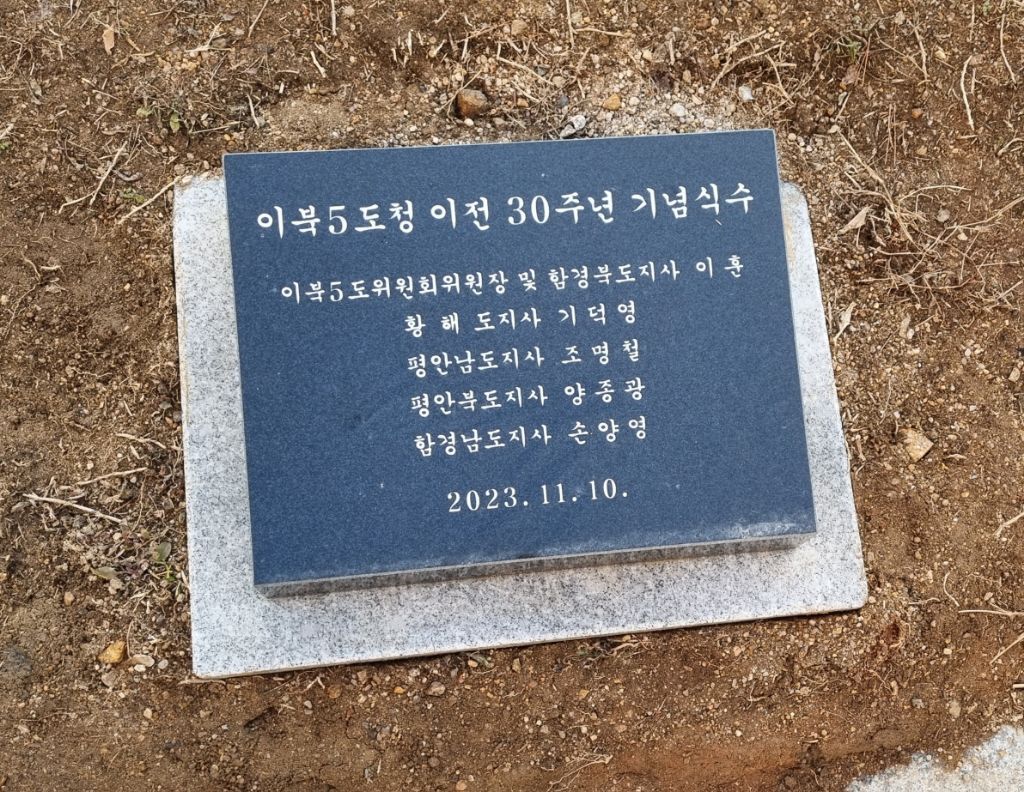 이북5도청 이전 30주년 기념식수
이북5도위원회위원장 및 함경북도지사 이 훈
황 해 도지사 기 덕 영
평안남도지사 조 명 철
평안북도지사 양 종 광
함경남도지사 손 양 영
2023. 11. 10.